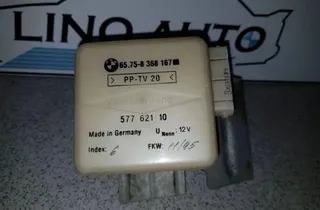 LINO AUTO
65.75-8 368 167
> PP-TV 20 <
577 621 10
Made in Germany U Nenn: 12V
Index: 6 FKW: 11/95